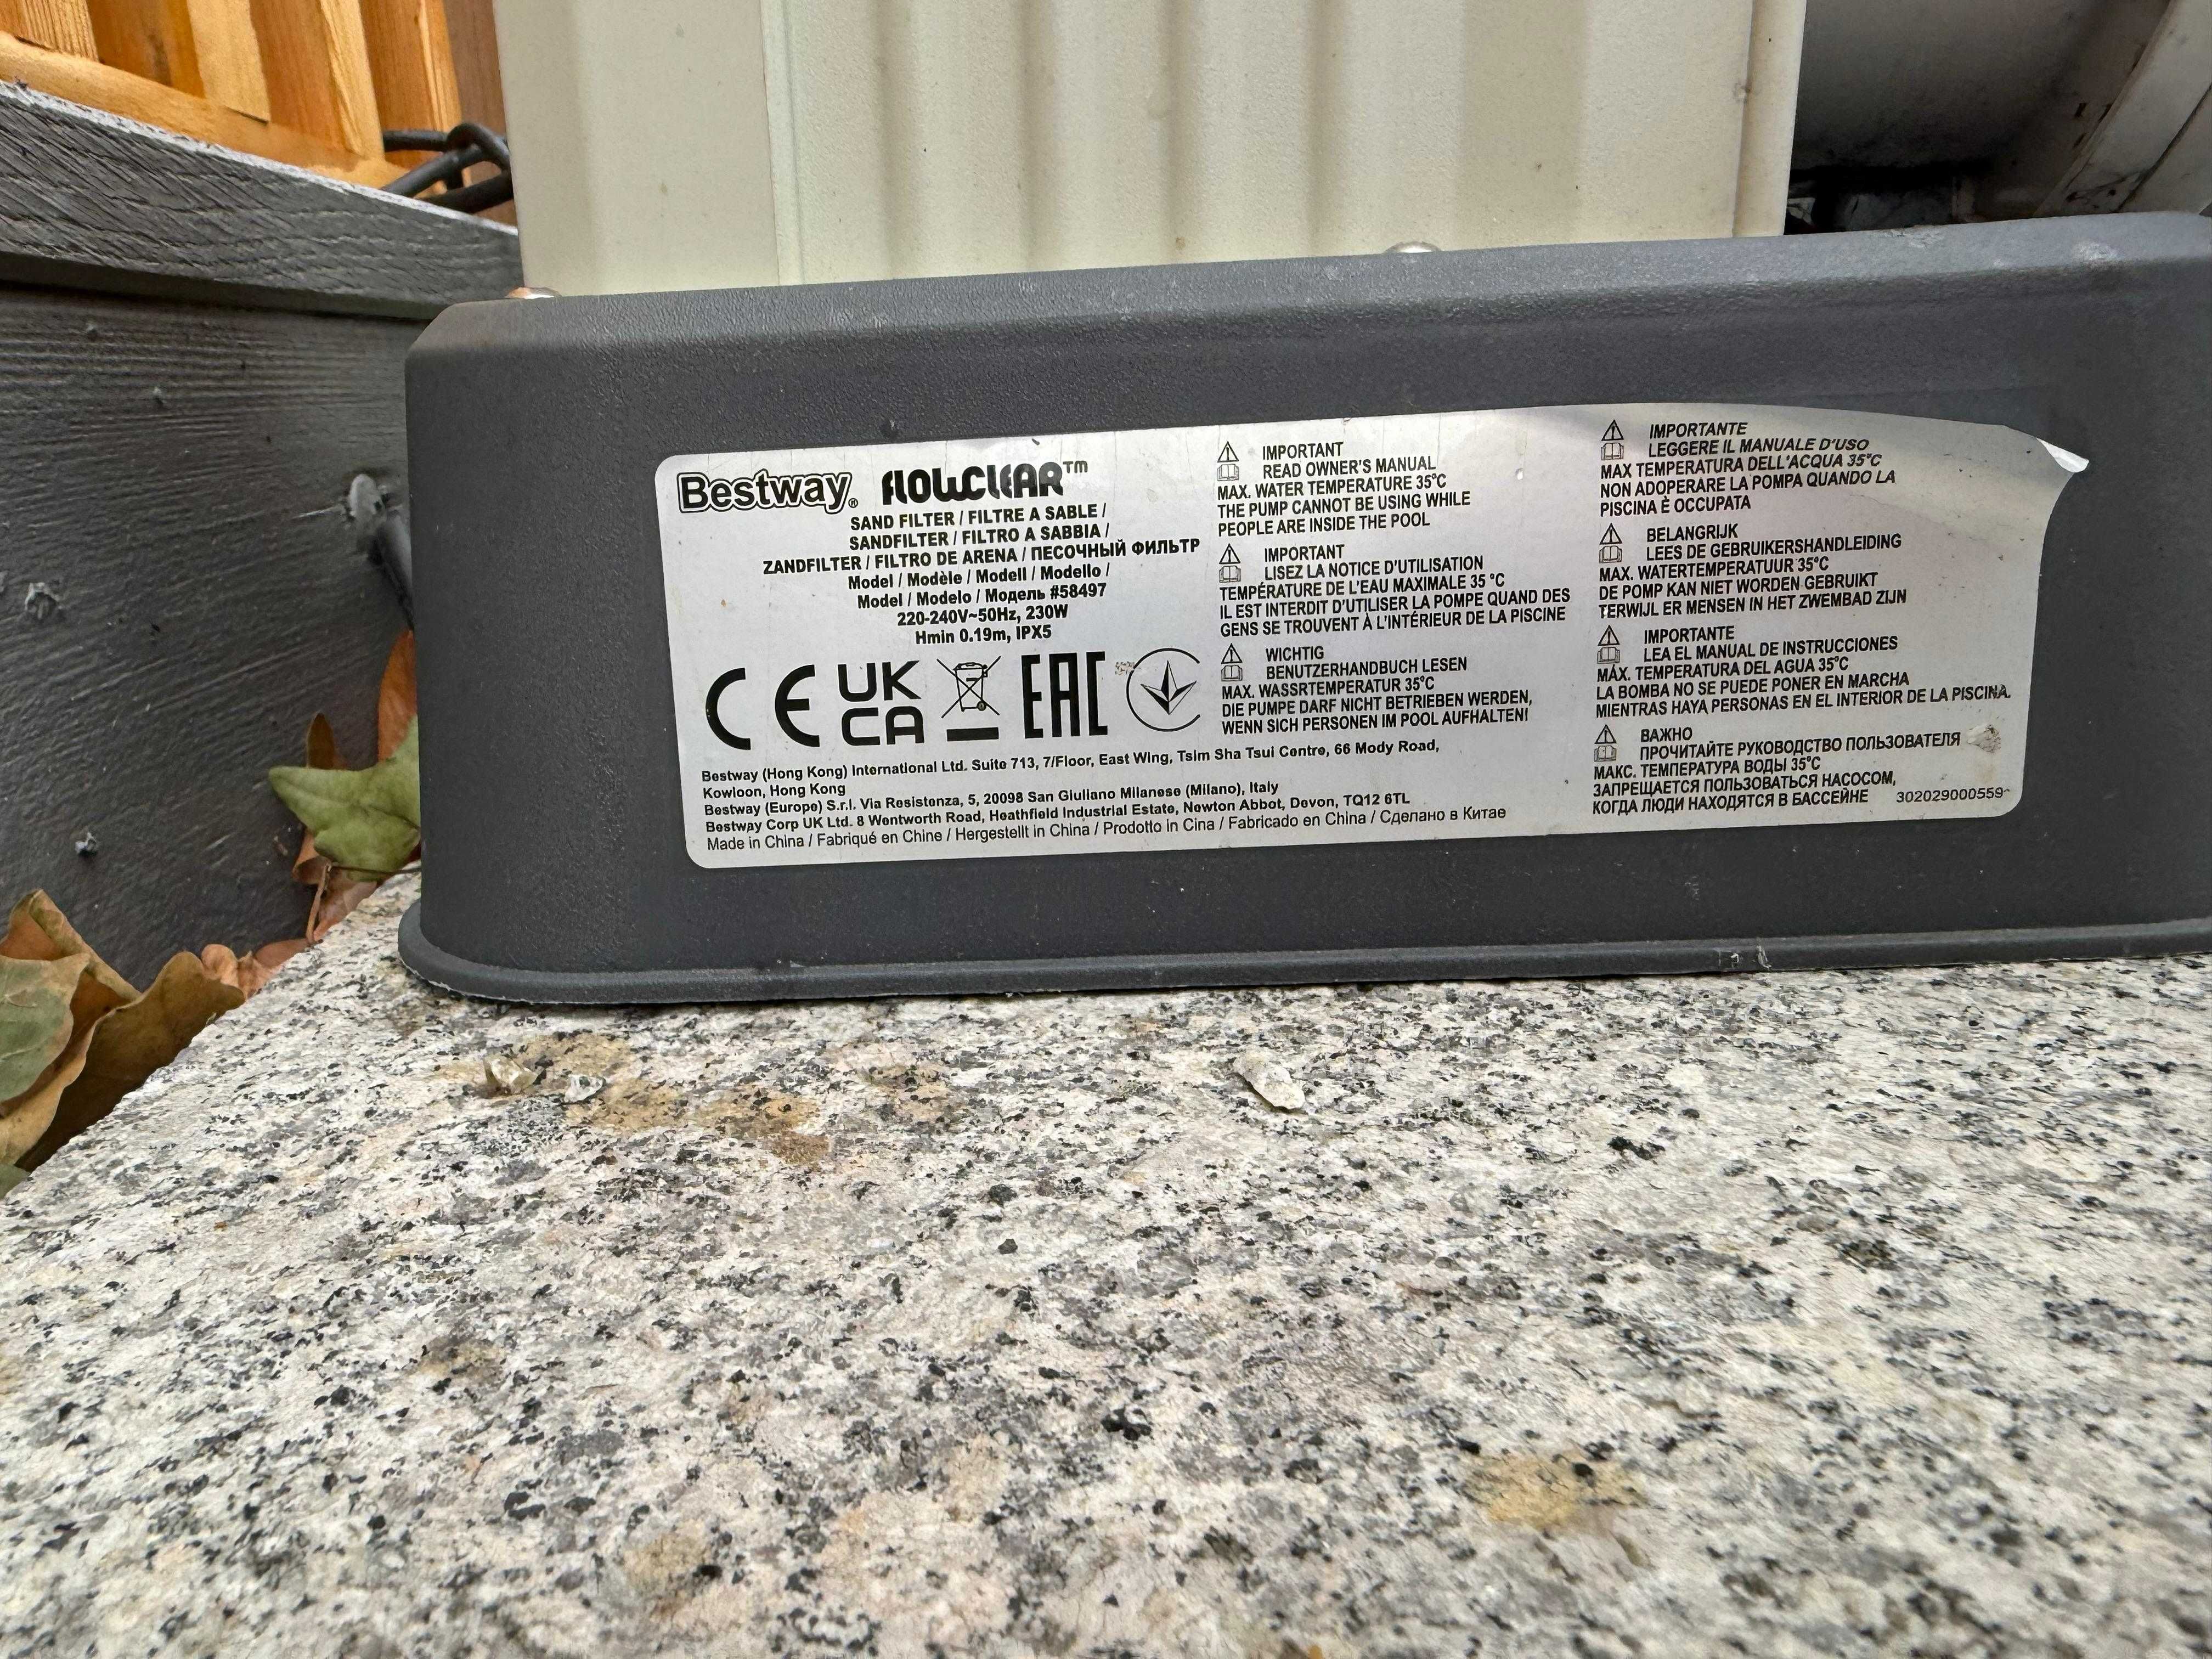 Bestway® FLOWCLEAR™
SAND FILTER / FILTRE A SABLE /
SANDFILTER / FILTRO A SABBIA /
ZANDFILTER / FILTRO DE ARENA / ПЕСОЧНЫЙ ФИЛЬТР
Model / Modèle / Modell / Modello /
Model / Modelo / Модель #58497
220-240V~50Hz, 230W
Hmin 0.19m, IPX5
CE UK CA EAC
Bestway (Hong Kong) International Ltd. Suite 713, 7/Floor, East Wing, Tsim Sha Tsui Centre, 66 Mody Road,
Kowloon, Hong Kong
Bestway (Europe) S.r.l. Via Resistenza, 5, 20098 San Giuliano Milanese (Milano), Italy
Bestway Corp UK Ltd. 8 Wentworth Road, Heathfield Industrial Estate, Newton Abbot, Devon, TQ12 6TL
Made in China / Fabriqué en Chine / Hergestellt in China / Prodotto in Cina / Fabricado en China / Сделано в Китае
IMPORTANT
READ OWNER'S MANUAL
MAX. WATER TEMPERATURE 35°C
THE PUMP CANNOT BE USING WHILE
PEOPLE ARE INSIDE THE POOL
IMPORTANT
LISEZ LA NOTICE D'UTILISATION
TEMPÉRATURE DE L'EAU MAXIMALE 35 °C
IL EST INTERDIT D'UTILISER LA POMPE QUAND DES
GENS SE TROUVENT À L'INTÉRIEUR DE LA PISCINE
WICHTIG
BENUTZERHANDBUCH LESEN
MAX. WASSRTEMPERATUR 35°C
DIE PUMPE DARF NICHT BETRIEBEN WERDEN,
WENN SICH PERSONEN IM POOL AUFHALTEN!
IMPORTANTE
LEGGERE IL MANUALE D'USO
MAX TEMPERATURA DELL'ACQUA 35°C
NON ADOPERARE LA POMPA QUANDO LA
PISCINA È OCCUPATA
BELANGRIJK
LEES DE GEBRUIKERSHANDLEIDING
MAX. WATERTEMPERATUUR 35°C
DE POMP KAN NIET WORDEN GEBRUIKT
TERWIJL ER MENSEN IN HET ZWEMBAD ZIJN
IMPORTANTE
LEA EL MANUAL DE INSTRUCCIONES
MÁX. TEMPERATURA DEL AGUA 35°C
LA BOMBA NO SE PUEDE PONER EN MARCHA
MIENTRAS HAYA PERSONAS EN EL INTERIOR DE LA PISCINA.
ВАЖНО
ПРОЧИТАЙТЕ РУКОВОДСТВО ПОЛЬЗОВАТЕЛЯ
МАКС. ТЕМПЕРАТУРА ВОДЫ 35°C
ЗАПРЕЩАЕТСЯ ПОЛЬЗОВАТЬСЯ НАСОСОМ,
КОГДА ЛЮДИ НАХОДЯТСЯ В БАССЕЙНЕ